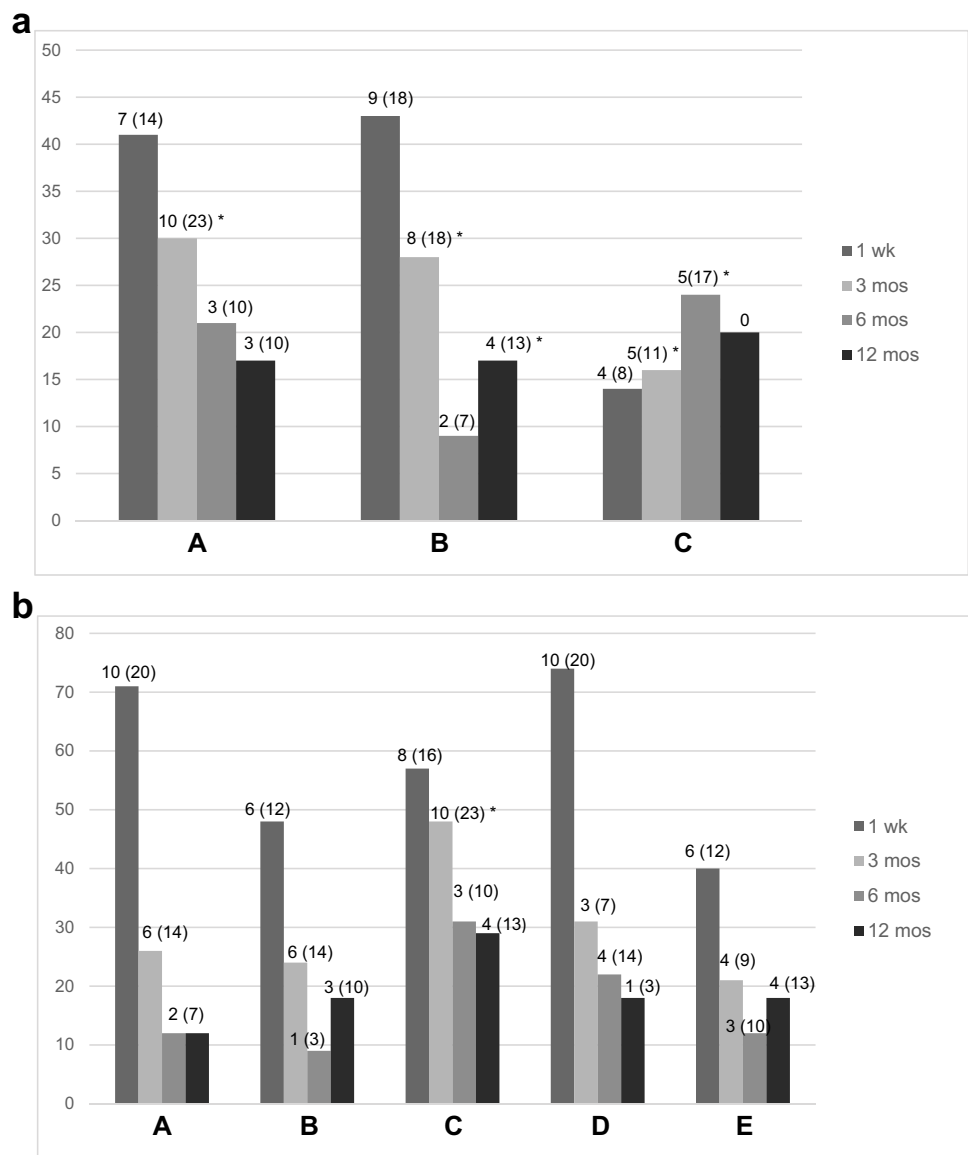 a
50
45
40
35
30
25
20
15
10
5
0
7 (14)
10 (23) *
3 (10)
3 (10)
9 (18)
8 (18) *
2 (7)
4 (13) *
4 (8)
5(11) *
5(17) *
0
A B C
1 wk
3 mos
6 mos
12 mos
b
80
70
60
50
40
30
20
10
0
10 (20)
6 (14)
2 (7)
6 (12)
6 (14)
1 (3)
3 (10)
8 (16)
10 (23) *
3 (10)
4 (13)
10 (20)
3 (7)
4 (14)
1 (3)
6 (12)
4 (9)
3 (10)
4 (13)
A B C D E
1 wk
3 mos
6 mos
12 mos